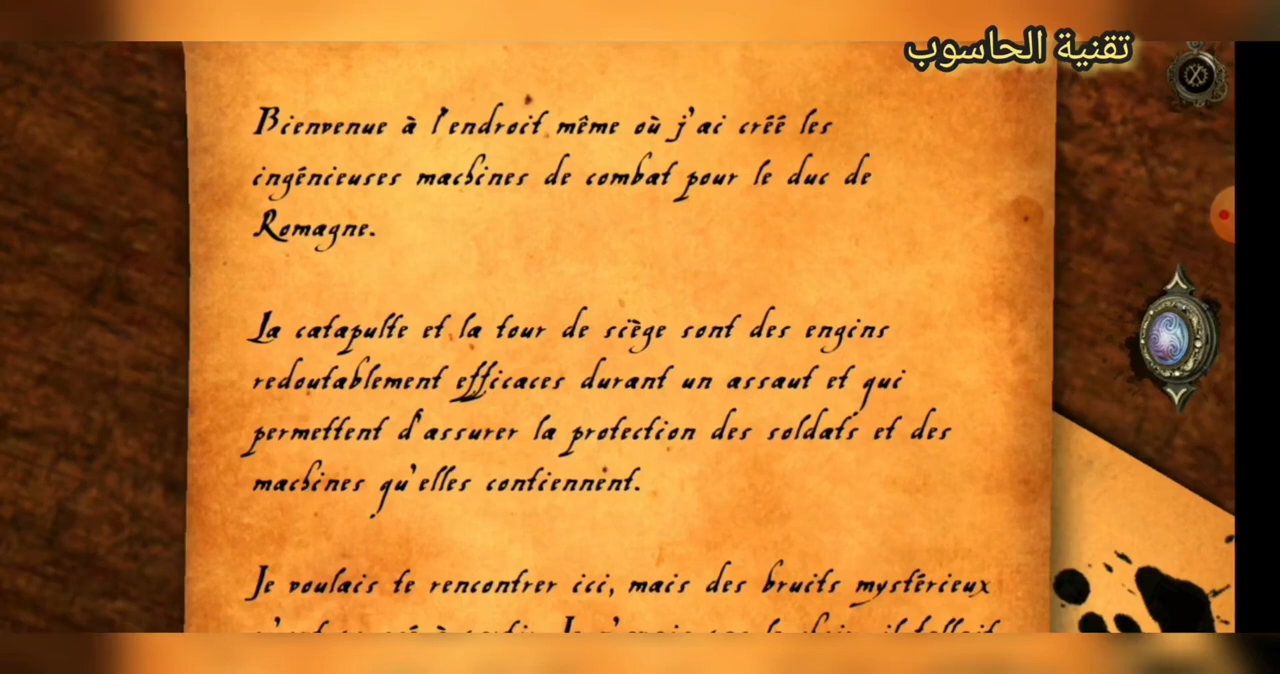 تقنية الحاسوب
Bienvenue à l'endroit même où j'ai créé les
ingénieuses machines de combat pour le duc de
Romagne.
La catapulte et la tour de siège sont des engins
redoutablement efficaces durant un assaut et qui
permettent d'assurer la protection des soldats et des
machines qu'elles contiennent.
Je voulais te rencontrer ici, mais des bruits mystérieux